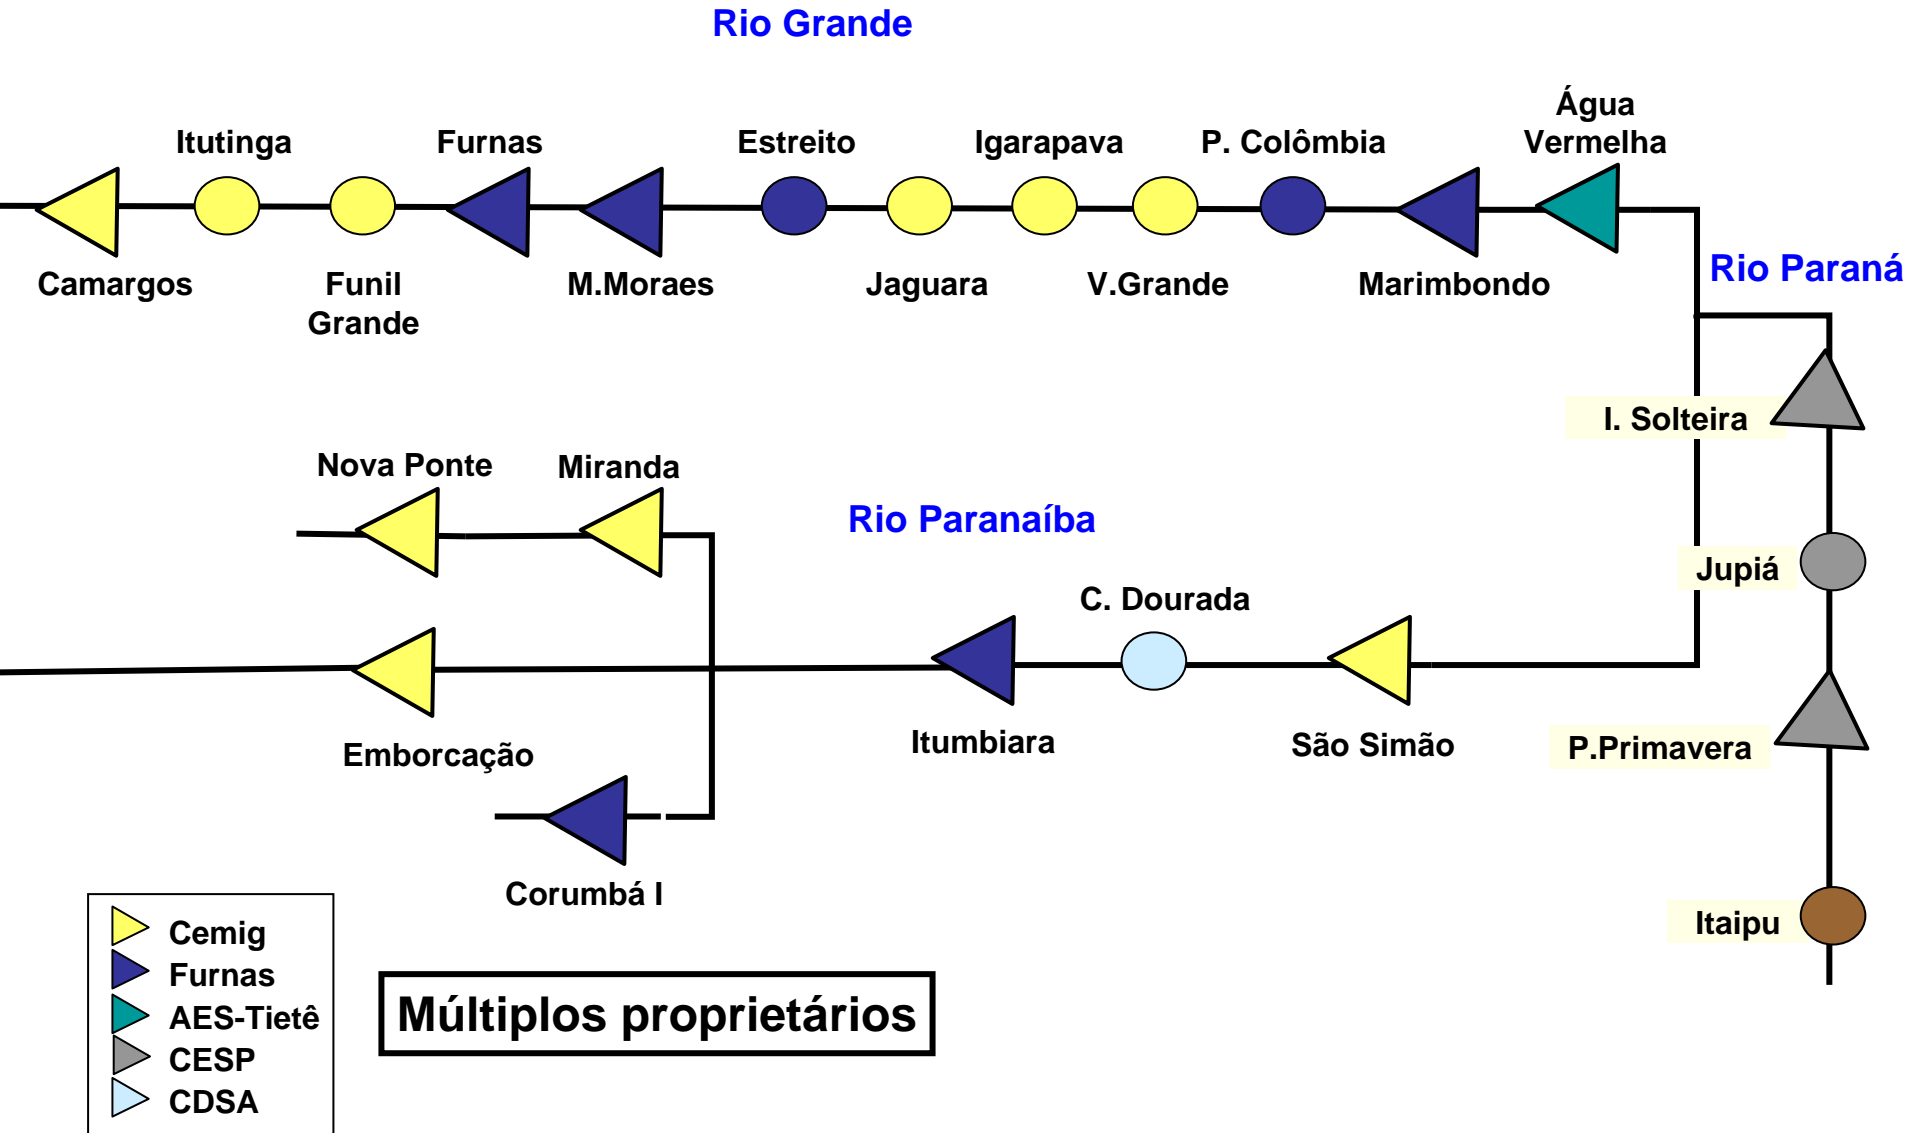 Rio Grande
Água
Vermelha
Itutinga
Furnas
Estreito
Igarapava
P. Colômbia
Camargos
Funil
Grande
M.Moraes
Jaguara
V.Grande
Marimbondo
Rio Paraná
I. Solteira
Nova Ponte
Miranda
Rio Paranaíba
Jupiá
C. Dourada
Emborcação
Itumbiara
São Simão
P.Primavera
Corumbá I
Itaipu
Cemig
Furnas
AES-Tietê
CESP
CDSA
Múltiplos proprietários